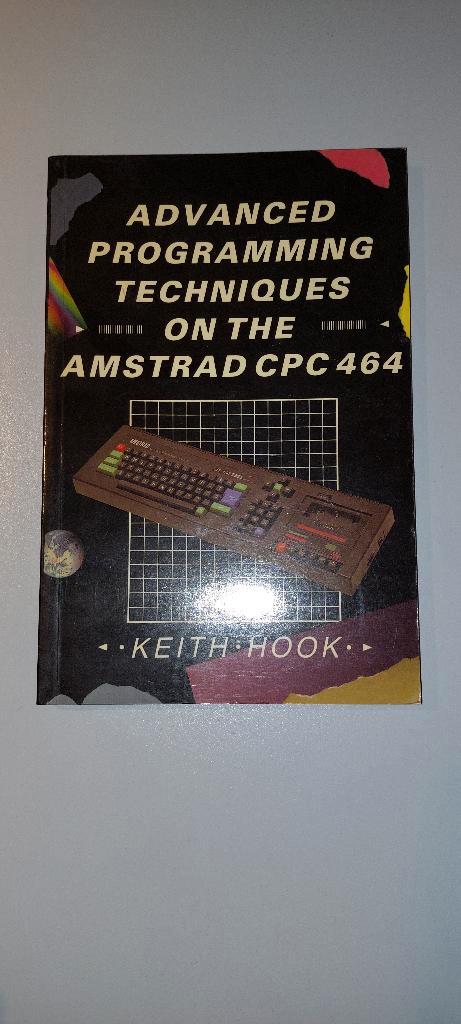 ADVANCED
PROGRAMMING
TECHNIQUES
ON THE
AMSTRAD CPC 464
KEITH HOOK